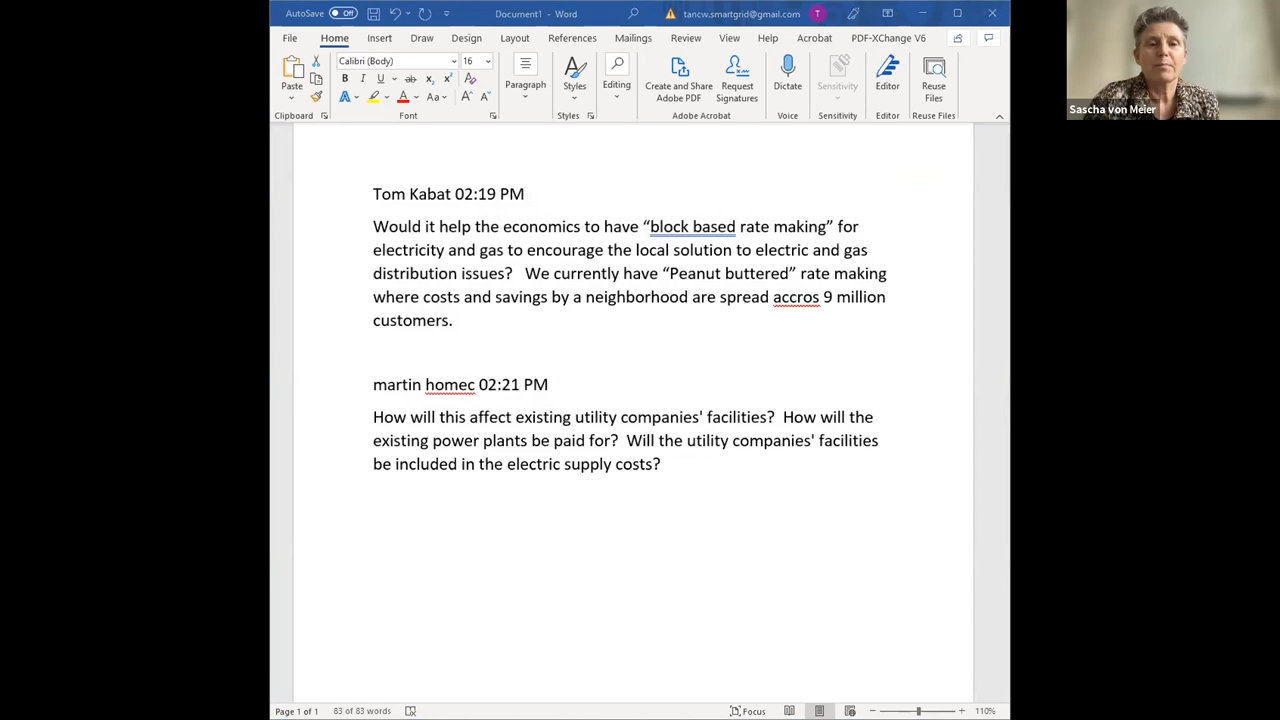 AutoSave Off Document1 - Word tancv.smartgrid@gmail.com T
File Home Insert Draw Design Layout References Mailings Review View Help Acrobat PDF-XChange V6
Calibri (Body) 16
Paste Paragraph Styles Editing Create and Share Adobe PDF Request Signatures Dictate Sensitivity Editor Reuse Files
Clipboard Font Styles Adobe Acrobat Voice Sensitivity Editor Reuse Files
Sascha von Meier
Tom Kabat 02:19 PM
Would it help the economics to have “block based rate making” for
electricity and gas to encourage the local solution to electric and gas
distribution issues?   We currently have “Peanut buttered” rate making
where costs and savings by a neighborhood are spread accros 9 million
customers.
martin homec 02:21 PM
How will this affect existing utility companies' facilities?  How will the
existing power plants be paid for?  Will the utility companies' facilities
be included in the electric supply costs?
Page 1 of 1 83 of 83 words Focus 110%